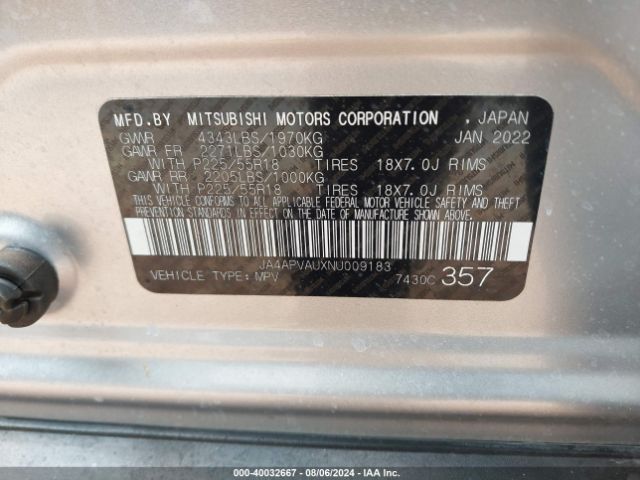 MFD.BY MITSUBISHI MOTORS CORPORATION , JAPAN
GVWR 4343LBS/1970KG JAN 2022
GAWR FR 2271LBS/1030KG
WITH P225/55R18 TIRES 18X7.0J RIMS
GAWR RR 2205LBS/1000KG
WITH P225/55R18 TIRES 18X7.0J RIMS
THIS VEHICLE CONFORMS TO ALL APPLICABLE FEDERAL MOTOR VEHICLE SAFETY AND THEFT
PREVENTION STANDARDS IN EFFECT ON THE DATE OF MANUFACTURE SHOWN ABOVE.
JA4APVAUXNU009183
VEHICLE TYPE: MPV 7430C 357
000-40032667 - 08/06/2024 - IAA Inc.